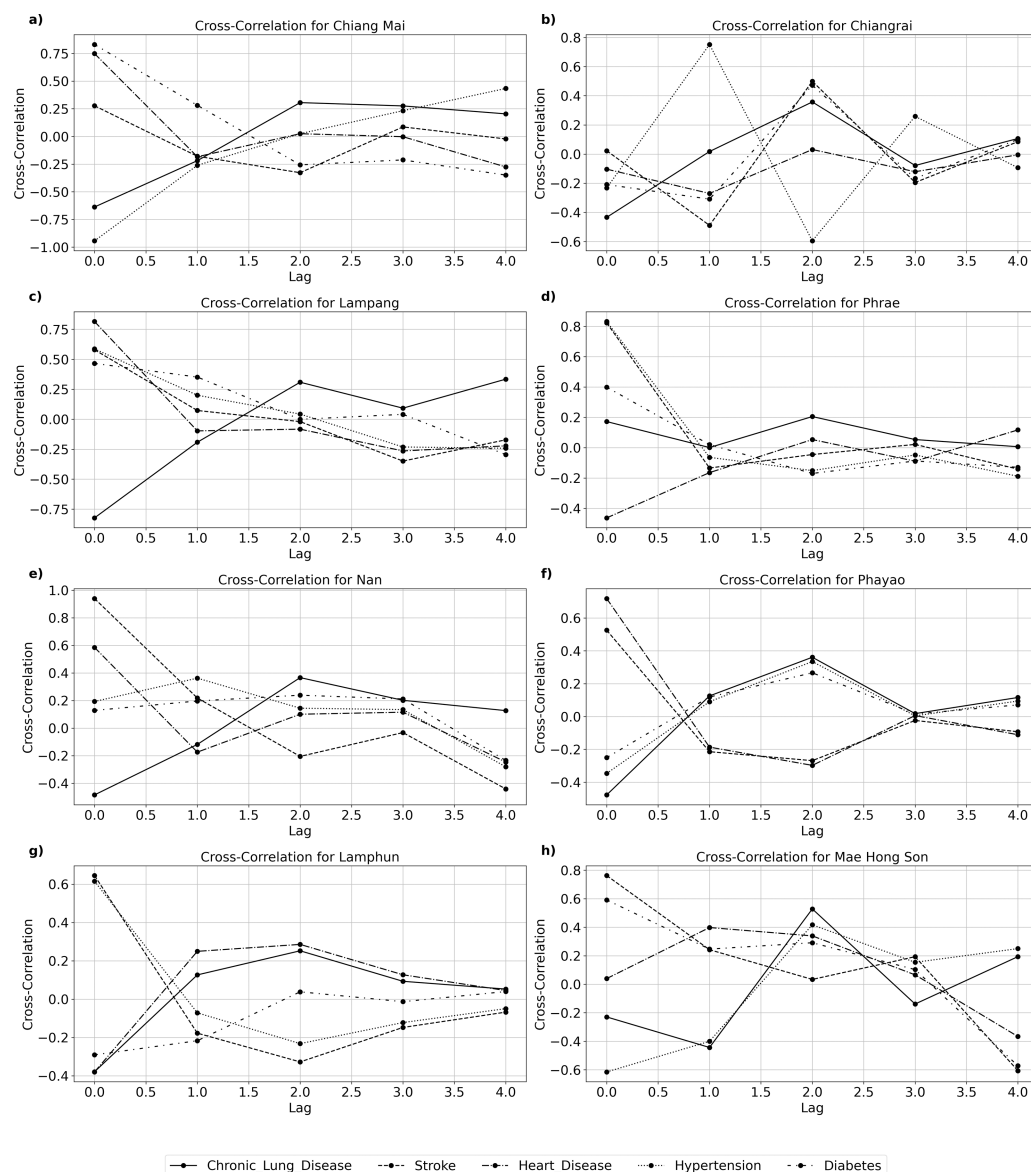 a)
Cross-Correlation for Chiang Mai
0.75
0.50
0.25
0.00
−0.25
−0.50
−0.75
−1.00
Cross-Correlation
0.0 0.5 1.0 1.5 2.0 2.5 3.0 3.5 4.0
Lag
b)
Cross-Correlation for Chiangrai
0.8
0.6
0.4
0.2
0.0
−0.2
−0.4
−0.6
Cross-Correlation
0.0 0.5 1.0 1.5 2.0 2.5 3.0 3.5 4.0
Lag
c)
Cross-Correlation for Lampang
0.75
0.50
0.25
0.00
−0.25
−0.50
−0.75
Cross-Correlation
0.0 0.5 1.0 1.5 2.0 2.5 3.0 3.5 4.0
Lag
d)
Cross-Correlation for Phrae
0.8
0.6
0.4
0.2
0.0
−0.2
−0.4
Cross-Correlation
0.0 0.5 1.0 1.5 2.0 2.5 3.0 3.5 4.0
Lag
e)
Cross-Correlation for Nan
1.0
0.8
0.6
0.4
0.2
0.0
−0.2
−0.4
Cross-Correlation
0.0 0.5 1.0 1.5 2.0 2.5 3.0 3.5 4.0
Lag
f)
Cross-Correlation for Phayao
0.6
0.4
0.2
0.0
−0.2
−0.4
Cross-Correlation
0.0 0.5 1.0 1.5 2.0 2.5 3.0 3.5 4.0
Lag
g)
Cross-Correlation for Lamphun
0.6
0.4
0.2
0.0
−0.2
−0.4
Cross-Correlation
0.0 0.5 1.0 1.5 2.0 2.5 3.0 3.5 4.0
Lag
h)
Cross-Correlation for Mae Hong Son
0.8
0.6
0.4
0.2
0.0
−0.2
−0.4
−0.6
Cross-Correlation
0.0 0.5 1.0 1.5 2.0 2.5 3.0 3.5 4.0
Lag
Chronic Lung Disease Stroke Heart Disease Hypertension Diabetes